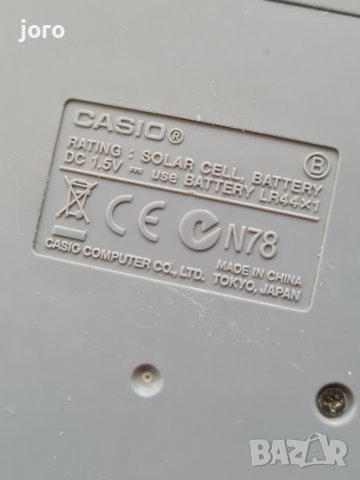 joro
CASIO®
B
RATING : SOLAR CELL, BATTERY
DC 1.5V ⎓ use BATTERY LR44×1
CE N78
MADE IN CHINA
CASIO COMPUTER CO., LTD. TOKYO, JAPAN
BAZAR
bg